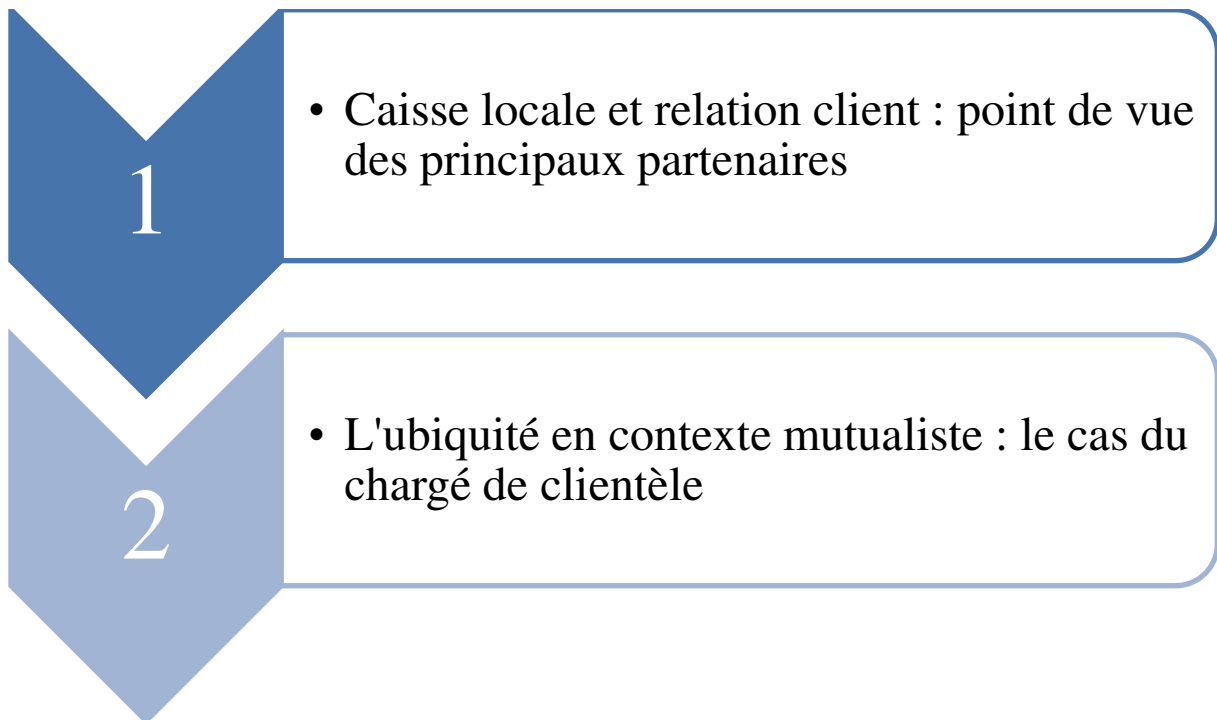 1
• Caisse locale et relation client : point de vue
des principaux partenaires
2
• L'ubiquité en contexte mutualiste : le cas du
chargé de clientèle